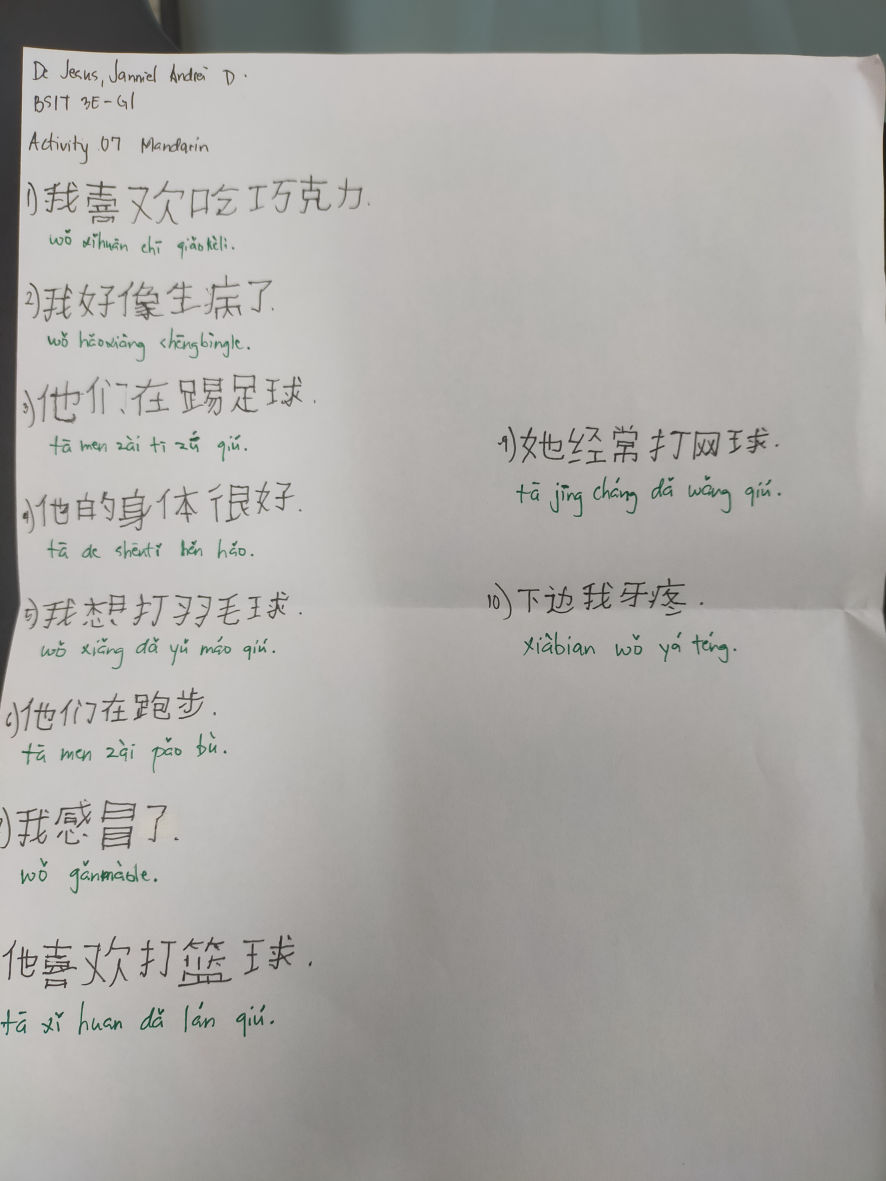 De Jesus, Janniel Andrei D.
BSIT 3E-G1
Activity 07 Mandarin
1) 我喜欢吃巧克力.
wǒ xǐhuān chī qiǎokèlì.
2) 我好像生病了.
wǒ hǎoxiàng shēngbìngle.
3) 他们在踢足球.
tā men zài tī zú qiú.
4) 他的身体很好.
tā de shēntǐ hěn hǎo.
5) 我想打羽毛球.
wǒ xiǎng dǎ yǔ máo qiú.
6) 他们在跑步.
tā men zài pǎo bù.
7) 我感冒了.
wǒ gǎnmàole.
他喜欢打篮球.
tā xǐ huan dǎ lán qiú.
9) 她经常打网球.
tā jīng cháng dǎ wǎng qiú.
10) 下边我牙疼.
xiàbian wǒ yá téng.